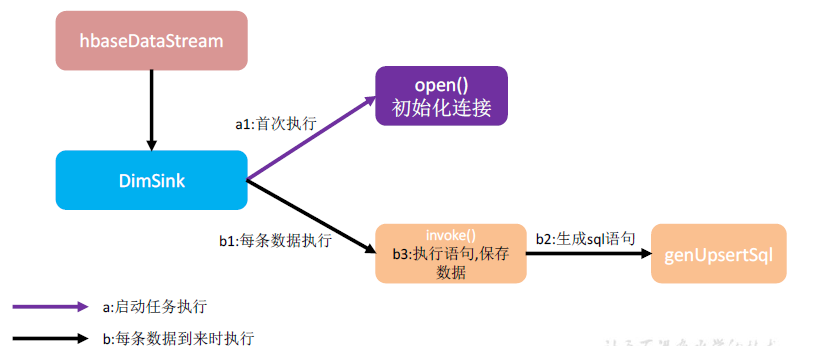 hbaseDataStream
open()
初始化连接
a1:首次执行
DimSink
b1:每条数据执行
invoke()
b3:执行语句,保存
数据
b2:生成sql语句
genUpsertSql
a:启动任务执行
b:每条数据到来时执行